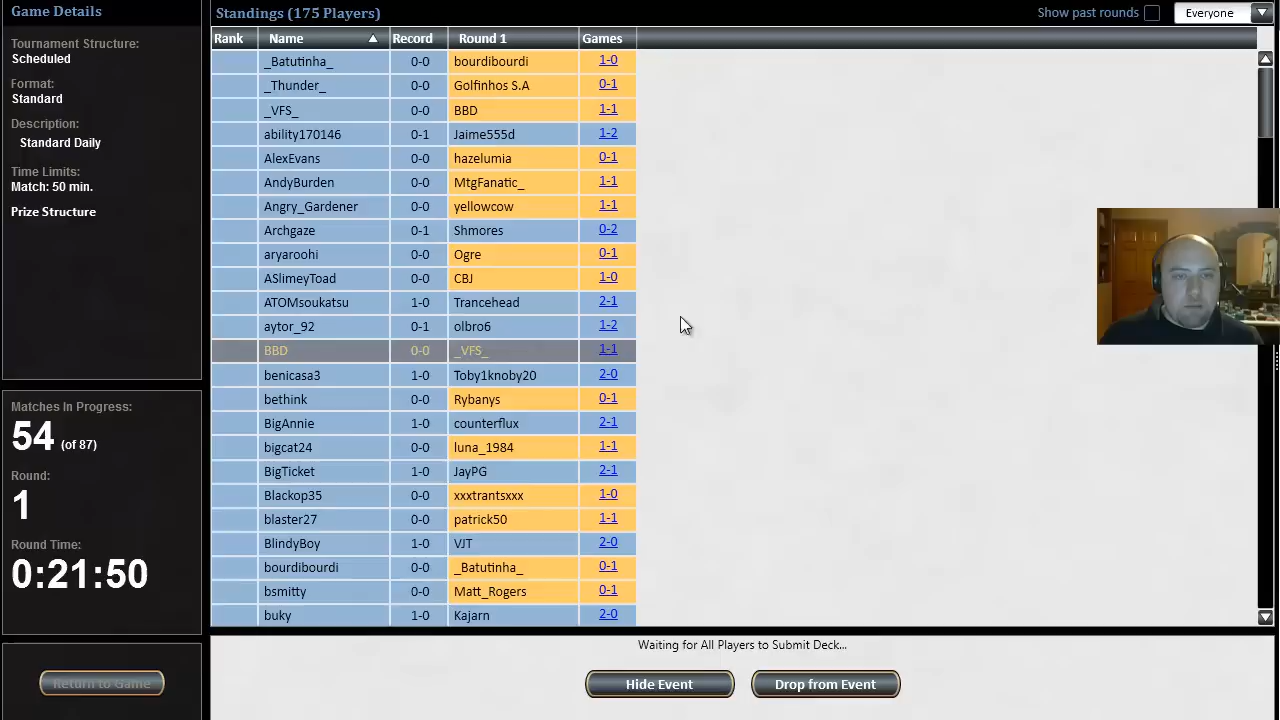 Game Details
Tournament Structure:
Scheduled
Format:
Standard
Description:
Standard Daily
Time Limits:
Match: 50 min.
Prize Structure
Matches In Progress:
54 (of 87)
Round:
1
Round Time:
0:21:50
Return to Game
Standings (175 Players)
Show past rounds
Everyone
Rank Name Record Round 1 Games
_Batutinha_ 0-0 bourdibourdi 1-0
_Thunder_ 0-0 Golfinhos S.A 0-1
_VFS_ 0-0 BBD 1-1
ability170146 0-1 Jaime555d 1-2
AlexEvans 0-0 hazelumia 0-1
AndyBurden 0-0 MtgFanatic_ 1-1
Angry_Gardener 0-0 yellowcow 1-1
Archgaze 0-1 Shmores 0-2
aryaroohi 0-0 Ogre 0-1
ASlimeyToad 0-0 CBJ 1-0
ATOMsoukatsu 1-0 Trancehead 2-1
aytor_92 0-1 olbro6 1-2
BBD 0-0 _VFS_ 1-1
benicasa3 1-0 Toby1knoby20 2-0
bethink 0-0 Rybanys 0-1
BigAnnie 1-0 counterflux 2-1
bigcat24 0-0 luna_1984 1-1
BigTicket 1-0 JayPG 2-1
Blackop35 0-0 xxxtrantsxxx 1-0
blaster27 0-0 patrick50 1-1
BlindyBoy 1-0 VJT 2-0
bourdibourdi 0-0 _Batutinha_ 0-1
bsmitty 0-0 Matt_Rogers 0-1
buky 1-0 Kajarn 2-0
Waiting for All Players to Submit Deck...
Hide Event
Drop from Event